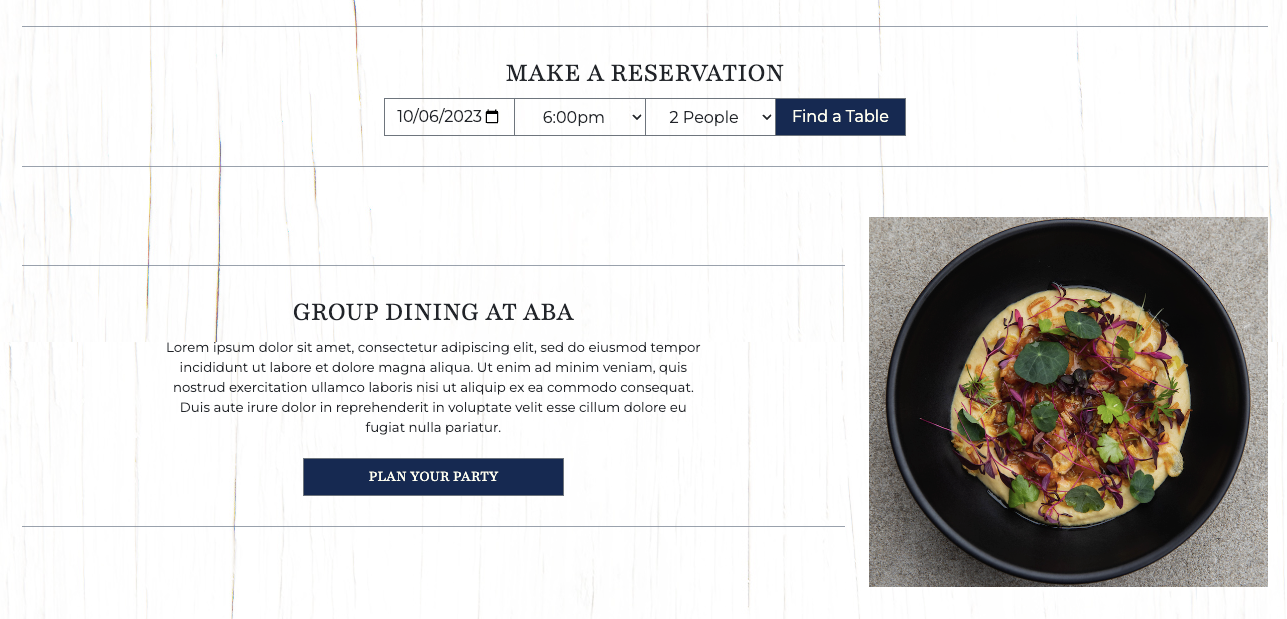 MAKE A RESERVATION
10/06/2023 6:00pm 2 People Find a Table
GROUP DINING AT ABA
Lorem ipsum dolor sit amet, consectetur adipiscing elit, sed do eiusmod tempor
incididunt ut labore et dolore magna aliqua. Ut enim ad minim veniam, quis
nostrud exercitation ullamco laboris nisi ut aliquip ex ea commodo consequat.
Duis aute irure dolor in reprehenderit in voluptate velit esse cillum dolore eu
fugiat nulla pariatur.
PLAN YOUR PARTY